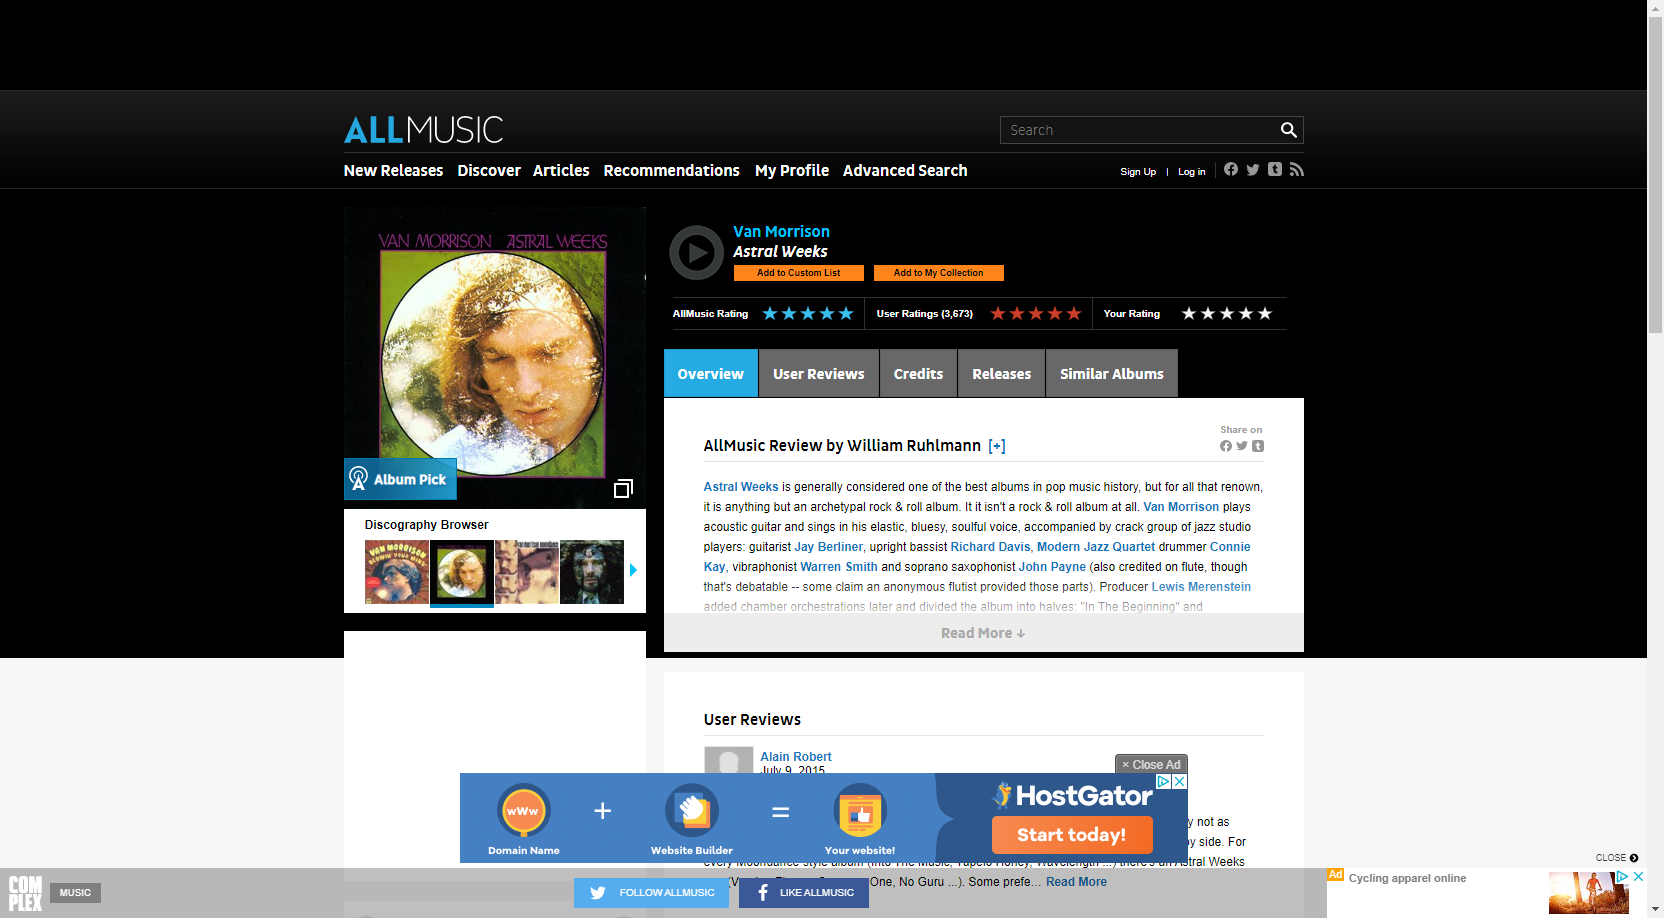 ALLMUSIC
Search
New Releases Discover Articles Recommendations My Profile Advanced Search
Sign Up | Log in
VAN MORRISON ASTRAL WEEKS
Album Pick
Van Morrison
Astral Weeks
Add to Custom List Add to My Collection
AllMusic Rating User Ratings (3,673) Your Rating
Overview User Reviews Credits Releases Similar Albums
Share on
AllMusic Review by William Ruhlmann [+]
Astral Weeks is generally considered one of the best albums in pop music history, but for all that renown,
it is anything but an archetypal rock & roll album. It it isn't a rock & roll album at all. Van Morrison plays
acoustic guitar and sings in his elastic, bluesy, soulful voice, accompanied by crack group of jazz studio
players: guitarist Jay Berliner, upright bassist Richard Davis, Modern Jazz Quartet drummer Connie
Kay, vibraphonist Warren Smith and soprano saxophonist John Payne (also credited on flute, though
that's debatable -- some claim an anonymous flutist provided those parts). Producer Lewis Merenstein
added chamber orchestrations later and divided the album into halves: "In The Beginning" and
Read More ↓
Discography Browser
VAN MORRISON
User Reviews
Alain Robert
July 9, 2015
× Close Ad
wWw + = HostGator
Start today!
Domain Name Website Builder Your website!
y not as
y side. For
every Moondance-style album (Into The Music, Tupelo Honey, Wavelength ...) there's an Astral Weeks
One, No Guru ...). Some prefe... Read More
CLOSE
COMPLEX
MUSIC
FOLLOW ALLMUSIC LIKE ALLMUSIC
Ad Cycling apparel online